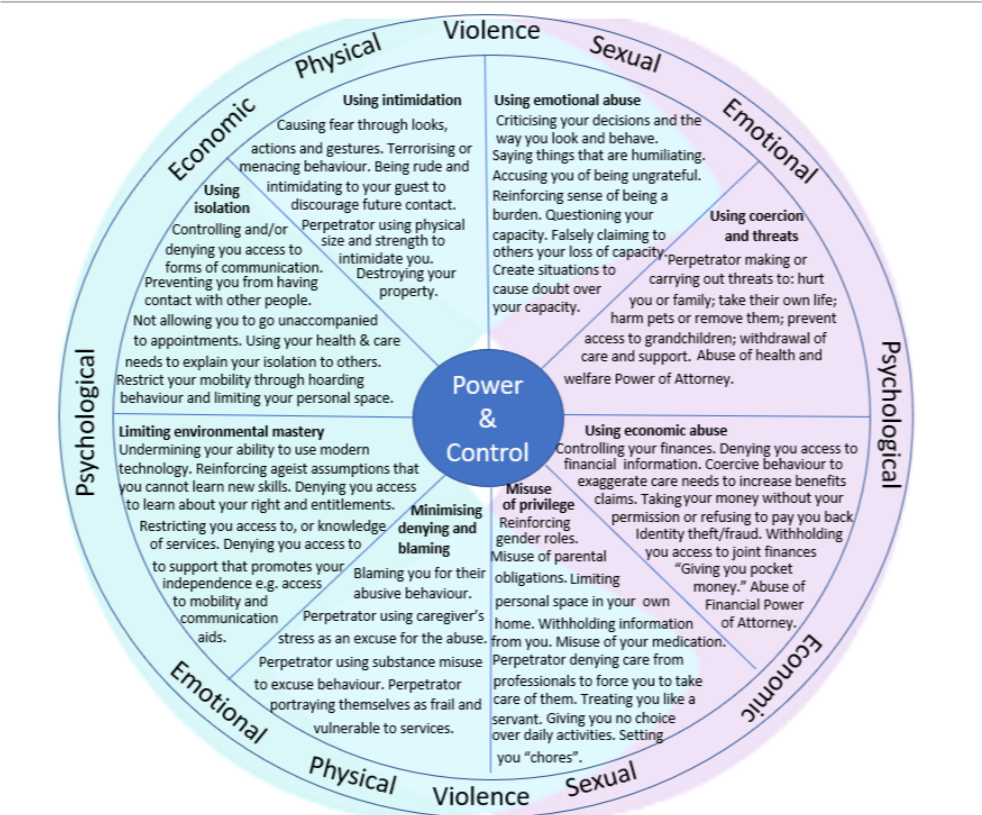 Violence
Physical
Sexual
Economic
Emotional
Psychological
Psychological
Emotional
Economic
Physical
Sexual
Violence
Power
&
Control
Using intimidation
Causing fear through looks,
actions and gestures. Terrorising or
menacing behaviour. Being rude and
intimidating to your guest to
discourage future contact.
Perpetrator using physical
size and strength to
intimidate you.
Destroying your
property.
Using emotional abuse
Criticising your decisions and the
way you look and behave.
Saying things that are humiliating.
Accusing you of being ungrateful.
Reinforcing sense of being a
burden. Questioning your
capacity. Falsely claiming to
others your loss of capacity.
Create situations to
cause doubt over
your capacity.
Using coercion
and threats
Perpetrator making or
carrying out threats to: hurt
you or family; take their own life;
harm pets or remove them; prevent
access to grandchildren; withdrawal of
care and support. Abuse of health and
welfare Power of Attorney.
Using economic abuse
Controlling your finances. Denying you access to
financial information. Coercive behaviour to
exaggerate care needs to increase benefits
claims. Taking your money without your
permission or refusing to pay you back
Identity theft/fraud. Withholding
you access to joint finances
“Giving you pocket
money.” Abuse of
Financial Power
of Attorney.
Misuse
of privilege
Reinforcing
gender roles.
Misuse of parental
obligations. Limiting
personal space in your own
home. Withholding information
from you. Misuse of your medication.
Perpetrator denying care from
professionals to force you to take
care of them. Treating you like a
servant. Giving you no choice
over daily activities. Setting
you “chores”.
Minimising
denying and
blaming
Blaming you for their
abusive behaviour.
Perpetrator using caregiver’s
stress as an excuse for the abuse.
Perpetrator using substance misuse
to excuse behaviour. Perpetrator
portraying themselves as frail and
vulnerable to services.
Limiting environmental mastery
Undermining your ability to use modern
technology. Reinforcing ageist assumptions that
you cannot learn new skills. Denying you access
to learn about your right and entitlements.
Restricting you access to, or knowledge
of services. Denying you access to
to support that promotes your
independence e.g. access
to mobility and
communication
aids.
Using
isolation
Controlling and/or
denying you access to
forms of communication.
Preventing you from having
contact with other people.
Not allowing you to go unaccompanied
to appointments. Using your health & care
needs to explain your isolation to others.
Restrict your mobility through hoarding
behaviour and limiting your personal space.